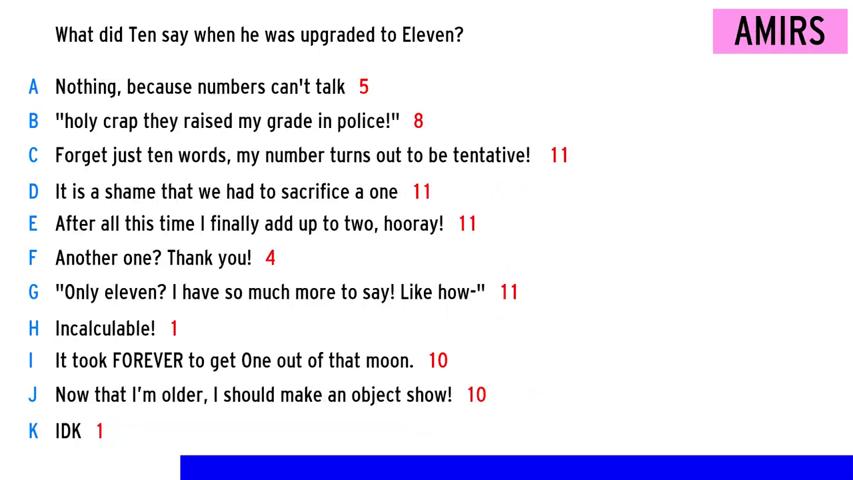 What did Ten say when he was upgraded to Eleven?
AMIRS
A Nothing, because numbers can't talk 5
B "holy crap they raised my grade in police!" 8
C Forget just ten words, my number turns out to be tentative! 11
D It is a shame that we had to sacrifice a one 11
E After all this time I finally add up to two, hooray! 11
F Another one? Thank you! 4
G "Only eleven? I have so much more to say! Like how-" 11
H Incalculable! 1
I It took FOREVER to get One out of that moon. 10
J Now that I'm older, I should make an object show! 10
K IDK 1